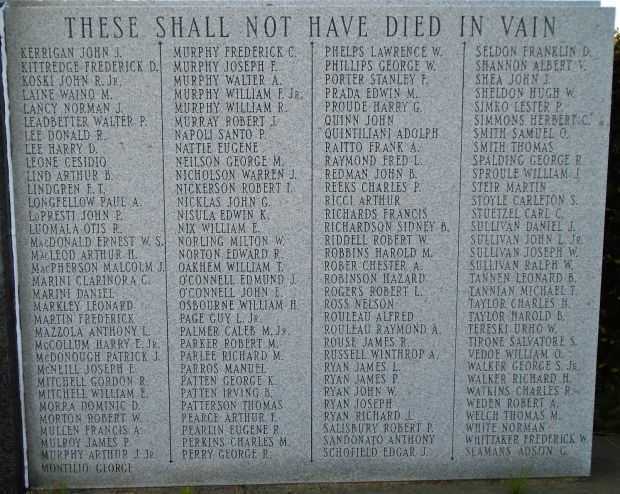 THESE SHALL NOT HAVE DIED IN VAIN
KERRIGAN JOHN J.
KITTREDGE FREDERICK D.
KOSKI JOHN R. JR.
LAINE WAINO M.
LANCY NORMAN J.
LEADBETTER WALTER P.
LEE DONALD R.
LEE HARRY D.
LEONE CESIDIO
LIND ARTHUR B.
LINDGREN F. T.
LONGFELLOW PAUL A.
LOPRESTI JOHN P.
LUOMALA OTIS R.
MACDONALD ERNEST W. S.
MACLEOD ARTHUR H.
MACPHERSON MALCOLM J.
MARINI CLARINORA C.
MARINI DANIEL
MARKLEY LEONARD
MARTIN FREDERICK
MAZZOLA ANTHONY L.
MCCOLLUM HARRY E. JR.
MCDONOUGH PATRICK J.
MCNEILL JOSEPH E.
MITCHELL GORDON R.
MITCHELL WILLIAM E.
MORRA DOMINIC D.
MORTON ROBERT W.
MULLEN FRANCIS A.
MULROY JAMES P.
MURPHY ARTHUR J. JR.
MONTILIO GEORGE
MURPHY FREDERICK C.
MURPHY JOSEPH F.
MURPHY WALTER A.
MURPHY WILLIAM F. JR.
MURPHY WILLIAM R.
MURRAY ROBERT J.
NAPOLI SANTO P.
NATTIE EUGENE
NEILSON GEORGE M.
NICHOLSON WARREN J.
NICKERSON ROBERT I.
NICKLAS JOHN G.
NISULA EDWIN K.
NIX WILLIAM E.
NORLING MILTON W.
NORTON EDWARD R.
OAKHEM WILLIAM T.
O'CONNELL EDMUND J.
O'CONNELL JOHN E.
OSBOURNE WILLIAM H.
PAGE GUY L. JR.
PALMER CALEB M. JR.
PARKER ROBERT M.
PARLEE RICHARD M.
PARROS MANUEL
PATTEN GEORGE K.
PATTEN IRVING B.
PATTERSON THOMAS
PEARCE ARTHUR F.
PEARLIN EUGENE R.
PERKINS CHARLES M.
PERRY GEORGE R.
PHELPS LAWRENCE W.
PHILLIPS GEORGE W.
PORTER STANLEY F.
PRADA EDWIN M.
PROUDE HARRY G.
QUINN JOHN
QUINTILIANI ADOLPH
RAITTO FRANK A.
RAYMOND FRED L.
REDMAN JOHN B.
REEKS CHARLES P.
RICCI ARTHUR
RICHARDS FRANCIS
RICHARDSON SIDNEY B.
RIDDELL ROBERT W.
ROBBINS HAROLD M.
ROBER CHESTER A.
ROBINSON HAZARD
ROGERS ROBERT L.
ROSS NELSON
ROULEAU ALFRED
ROULEAU RAYMOND A.
ROUSE JAMES R.
RUSSELL WINTHROP A.
RYAN JAMES L.
RYAN JAMES P.
RYAN JOHN W.
RYAN JOSEPH
RYAN RICHARD J.
SALISBURY ROBERT P.
SANDONATO ANTHONY
SCHOFIELD EDGAR J.
SELDON FRANKLIN D.
SHANNON ALBERT V.
SHEA JOHN J.
SHELDON HUGH W.
SIMKO LESTER P.
SIMMONS HERBERT C.
SMITH SAMUEL O.
SMITH THOMAS
SPALDING GEORGE R.
SPROULE WILLIAM J.
STEIR MARTIN
STOYLE CARLETON S.
STUETZEL CARL C.
SULLIVAN DANIEL J.
SULLIVAN JOHN L. JR.
SULLIVAN JOSEPH W.
SULLIVAN RALPH W.
TANNEN LEONARD B.
TANNIAN MICHAEL T.
TAYLOR CHARLES H.
TAYLOR HAROLD B.
TERESKI URHO W.
TIRONE SALVATORE S.
VEDOE WILLIAM O.
WALKER GEORGE S. JR.
WALKER RICHARD H.
WATKINS CHARLES R.
WEDEN ROBERT A.
WELCH THOMAS M.
WHITE NORMAN
WHITTAKER FREDERICK W.
SEAMANS ADSON G.